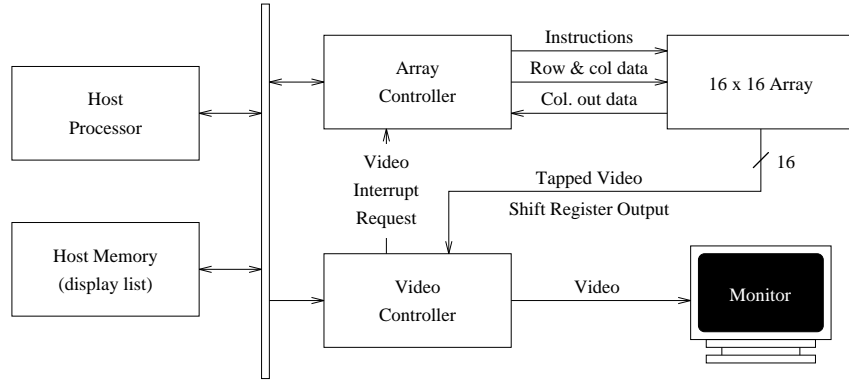 Host
Processor
Host Memory
(display list)
Array
Controller
Instructions
Row & col data
Col. out data
16 x 16 Array
16
Video
Interrupt
Request
Tapped Video
Shift Register Output
Video
Controller
Video
Monitor